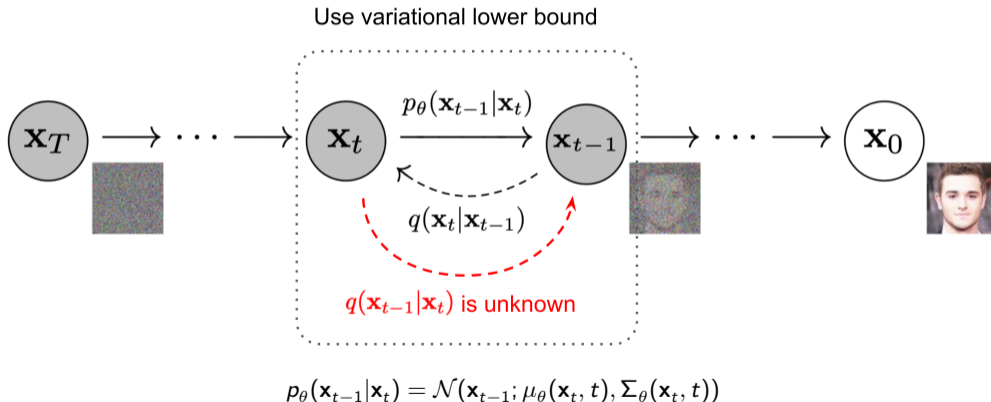 Use variational lower bound
p_θ(x_{t−1}|x_t)
x_T → ⋯ → x_t → x_{t−1} → ⋯ → x_0
q(x_t|x_{t−1})
q(x_{t−1}|x_t) is unknown
p_θ(x_{t−1}|x_t) = 𝒩(x_{t−1}; μ_θ(x_t, t), Σ_θ(x_t, t))